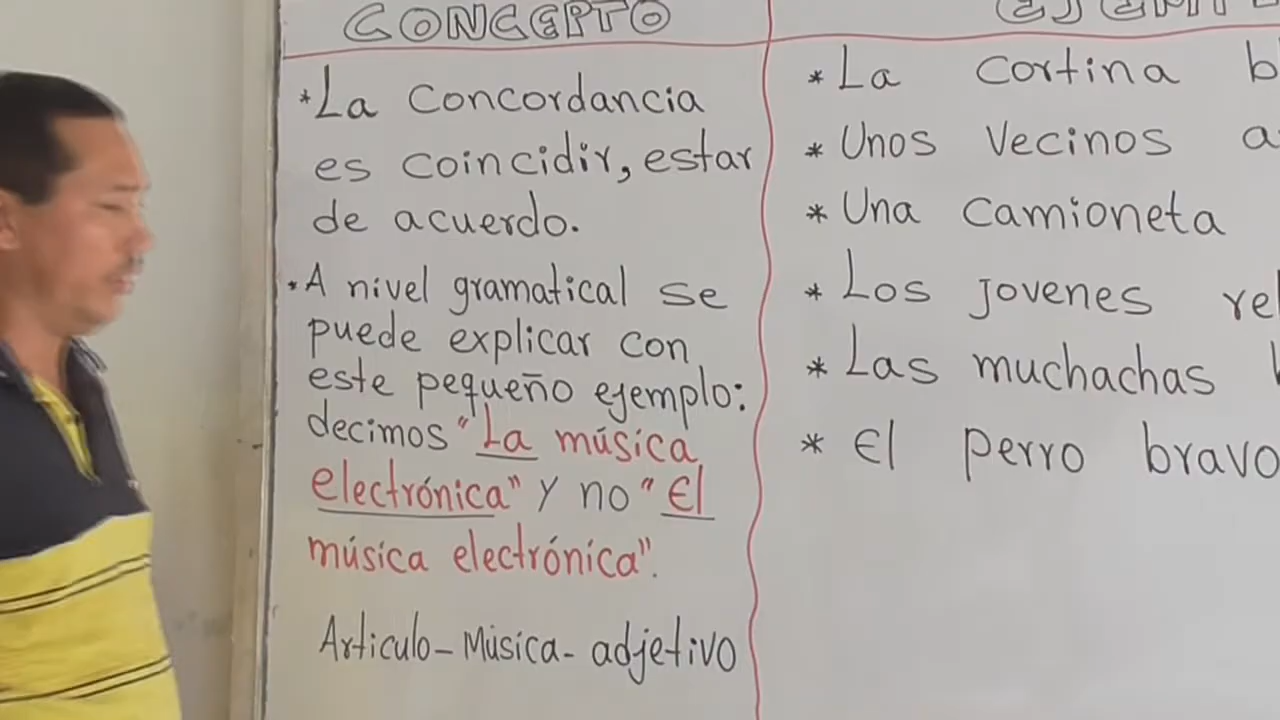 CONCEPTO
*La Concordancia
es coincidir, estar
de acuerdo.
·A nivel gramatical se
puede explicar con
este pequeño ejemplo:
decimos "La música
electrónica" Y no "El
música electrónica".
Articulo-Música-adjetivo
*La cortina
*Unos Vecinos
*Una camioneta
*Los jovenes
*Las muchachas
*El perro bravo